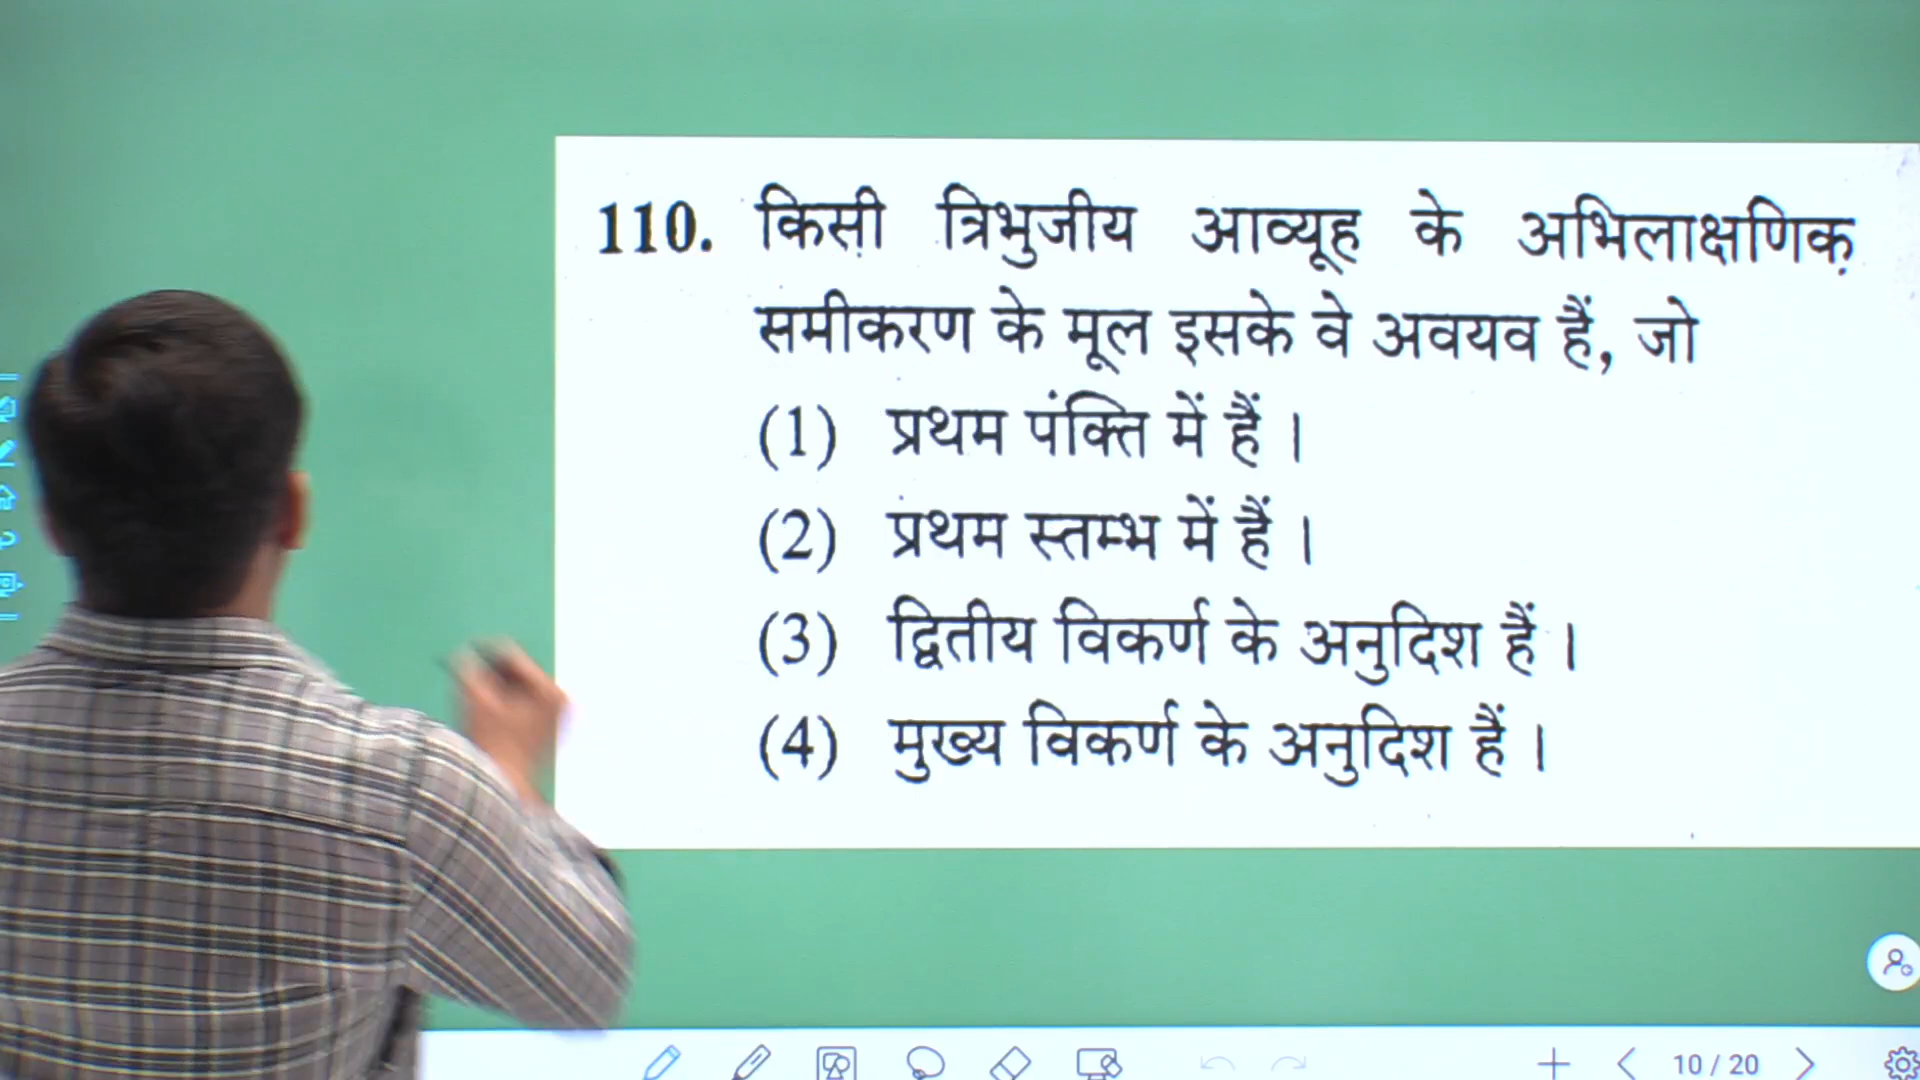 110. किसी त्रिभुजीय आव्यूह के अभिलाक्षणिक
समीकरण के मूल इसके वे अवयव हैं, जो
(1) प्रथम पंक्ति में हैं ।
(2) प्रथम स्तम्भ में हैं ।
(3) द्वितीय विकर्ण के अनुदिश हैं ।
(4) मुख्य विकर्ण के अनुदिश हैं ।
10 / 20